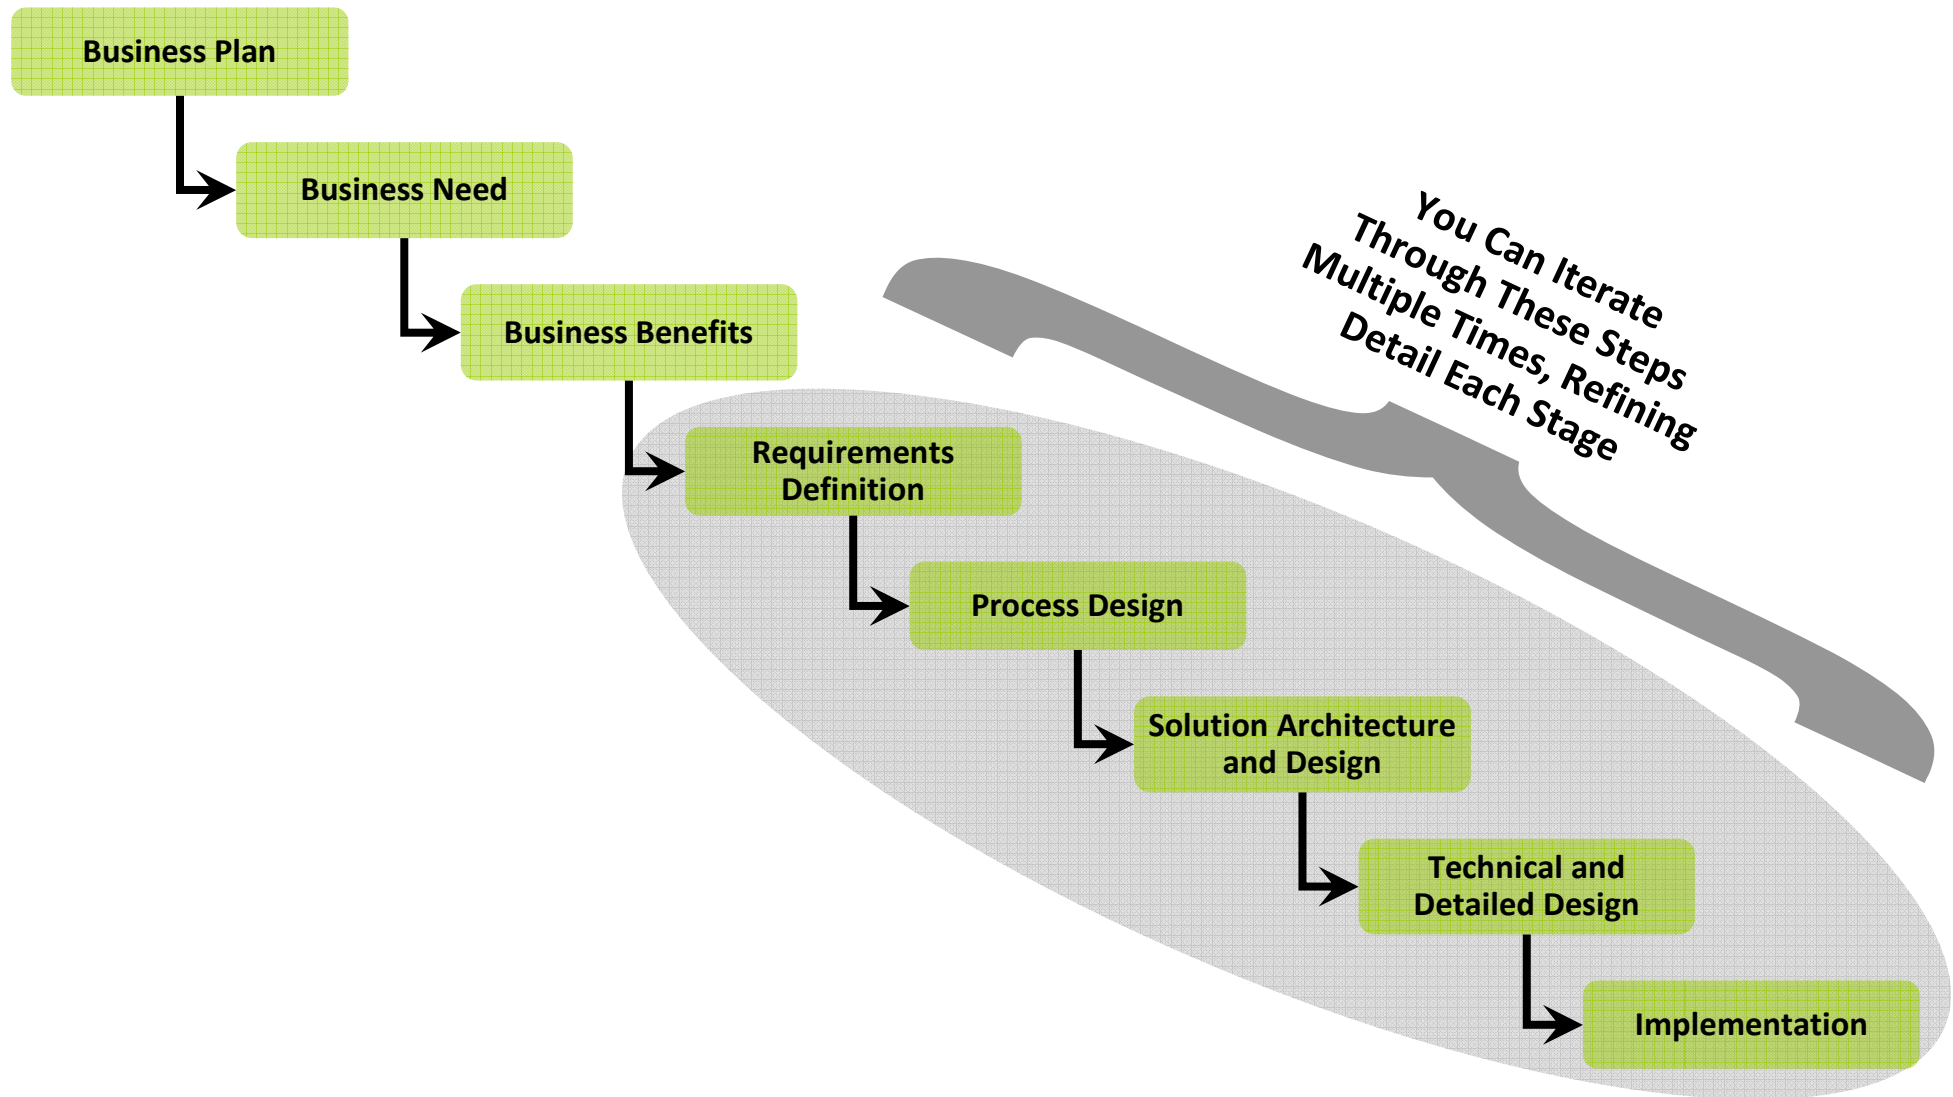 Business Plan
Business Need
You Can Iterate
Through These Steps
Multiple Times, Refining
Detail Each Stage
Business Benefits
Requirements
Definition
Process Design
Solution Architecture
and Design
Technical and
Detailed Design
Implementation